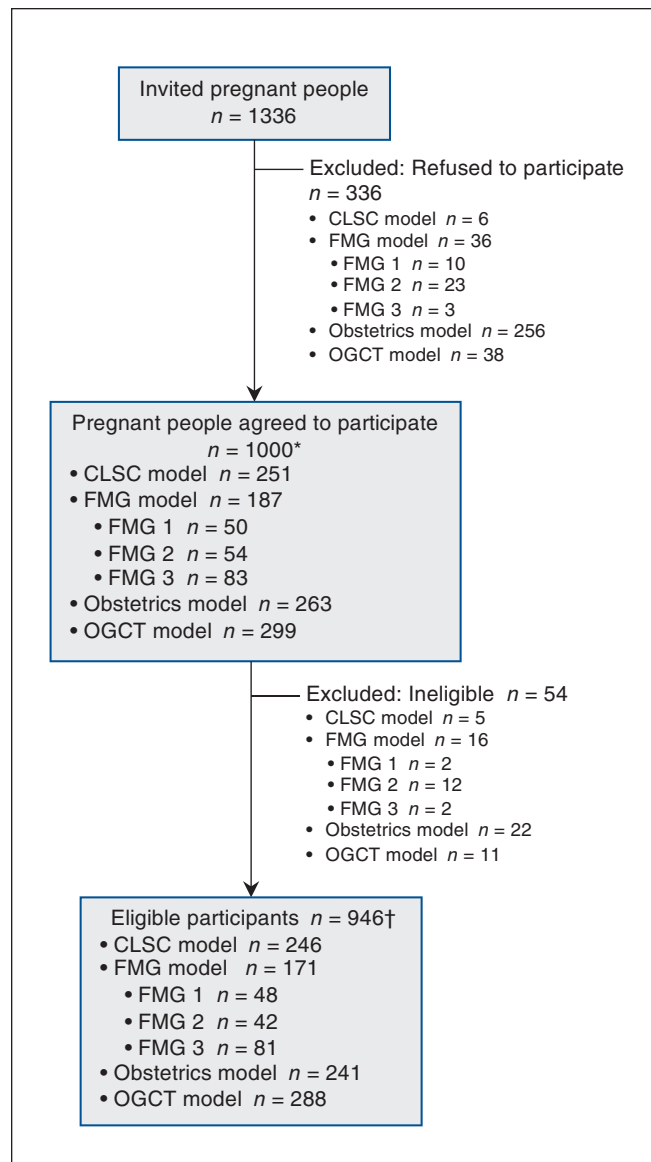 Invited pregnant people
n = 1336
Excluded: Refused to participate
n = 336
• CLSC model n = 6
• FMG model n = 36
• FMG 1 n = 10
• FMG 2 n = 23
• FMG 3 n = 3
• Obstetrics model n = 256
• OGCT model n = 38
Pregnant people agreed to participate
n = 1000*
• CLSC model n = 251
• FMG model n = 187
• FMG 1 n = 50
• FMG 2 n = 54
• FMG 3 n = 83
• Obstetrics model n = 263
• OGCT model n = 299
Excluded: Ineligible n = 54
• CLSC model n = 5
• FMG model n = 16
• FMG 1 n = 2
• FMG 2 n = 12
• FMG 3 n = 2
• Obstetrics model n = 22
• OGCT model n = 11
Eligible participants n = 946†
• CLSC model n = 246
• FMG model n = 171
• FMG 1 n = 48
• FMG 2 n = 42
• FMG 3 n = 81
• Obstetrics model n = 241
• OGCT model n = 288